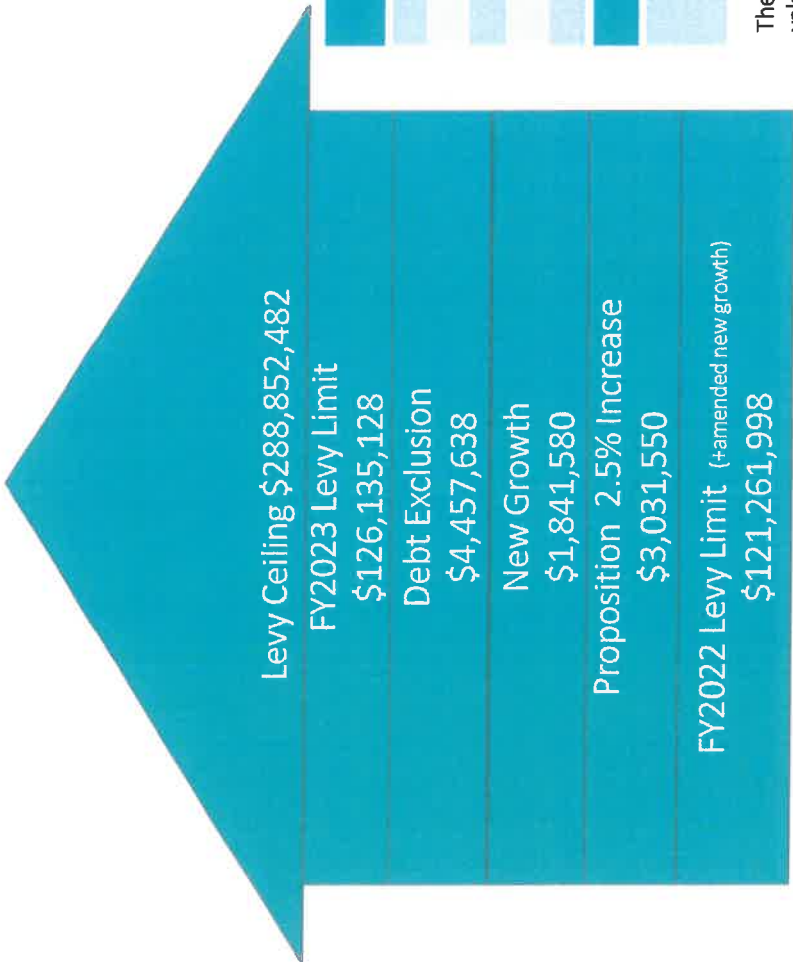 Levy Ceiling $288,852,482
FY2023 Levy Limit
$126,135,128
Debt Exclusion
$4,457,638
New Growth
$1,841,580
Proposition 2.5% Increase
$3,031,550
FY2022 Levy Limit (+amended new growth)
$121,261,998
The